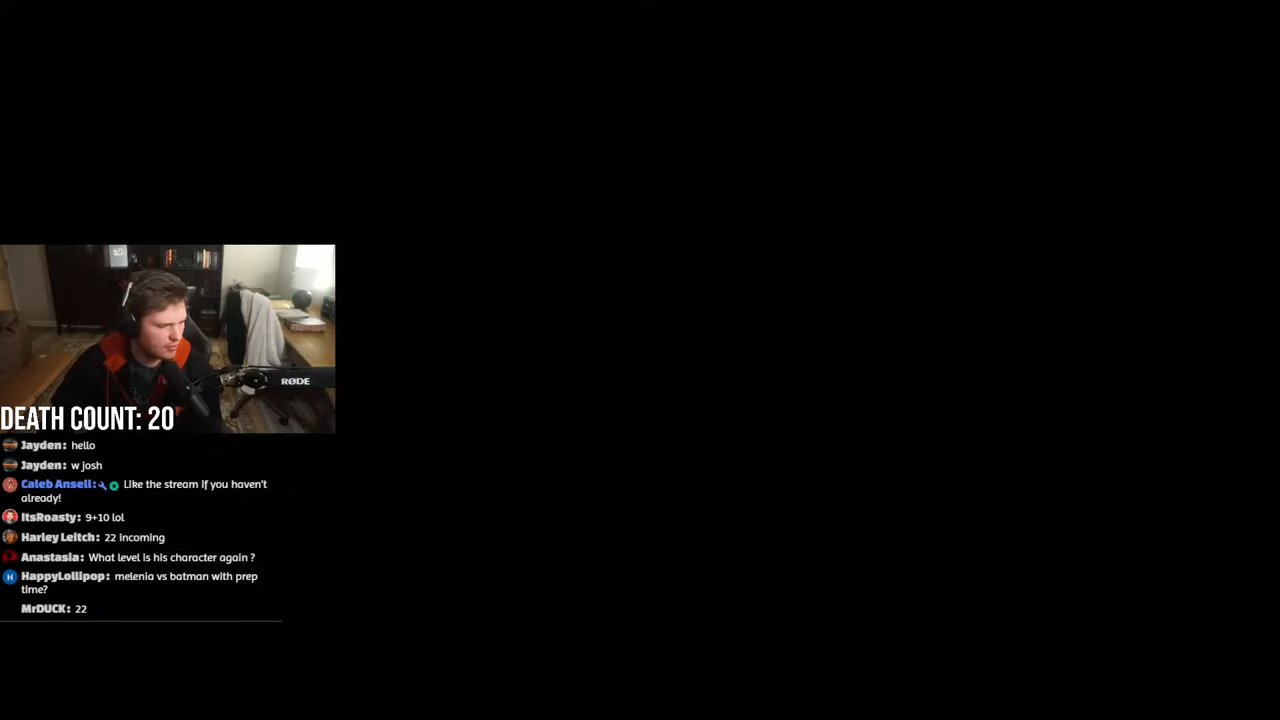 RØDE
DEATH COUNT: 20
Jayden: hello
Jayden: w josh
Caleb Ansell: Like the stream if you haven't
already!
ItsRoasty: 9+10 lol
Harley Leitch: 22 incoming
Anastasia: What level is his character again ?
H HappyLollipop: melenia vs batman with prep
time?
MrDUCK: 22